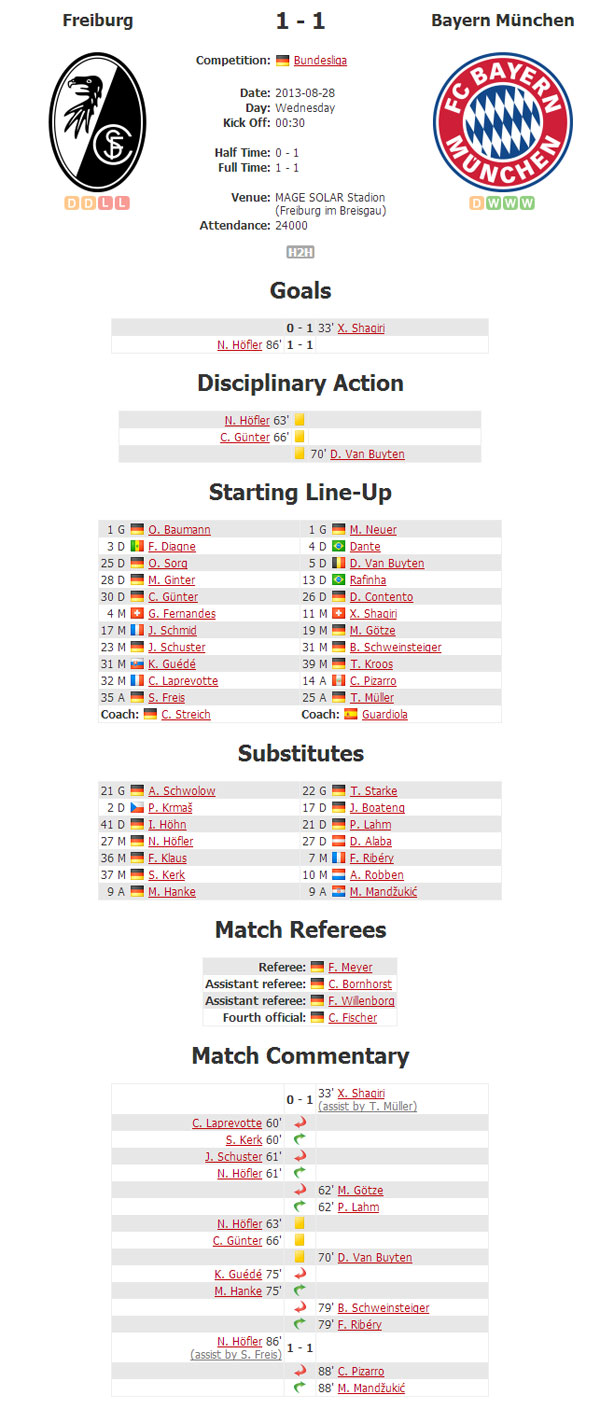 Freiburg 1 - 1 Bayern München
Competition: Bundesliga
Date: 2013-08-28
Day: Wednesday
Kick Off: 00:30
Half Time: 0 - 1
Full Time: 1 - 1
Venue: MAGE SOLAR Stadion
(Freiburg im Breisgau)
Attendance: 24000
FC BAYERN
MÜNCHEN
SFC
D D L L
D W W W
H2H
Goals
0 - 1 33' X. Shaqiri
N. Höfler 86' 1 - 1
Disciplinary Action
N. Höfler 63'
C. Günter 66'
70' D. Van Buyten
Starting Line-Up
1 G O. Baumann 1 G M. Neuer
3 D F. Diagne 4 D Dante
25 D O. Sorg 5 D D. Van Buyten
28 D M. Ginter 13 D Rafinha
30 D C. Günter 26 D D. Contento
4 M G. Fernandes 11 M X. Shaqiri
17 M J. Schmid 19 M M. Götze
23 M J. Schuster 31 M B. Schweinsteiger
31 M K. Guédé 39 M T. Kroos
32 M C. Laprevotte 14 A C. Pizarro
35 A S. Freis 25 A T. Müller
Coach: C. Streich Coach: Guardiola
Substitutes
21 G A. Schwolow 22 G T. Starke
2 D P. Krmaš 17 D J. Boateng
41 D I. Höhn 21 D P. Lahm
27 M N. Höfler 27 D D. Alaba
36 M F. Klaus 7 M F. Ribéry
37 M S. Kerk 10 M A. Robben
9 A M. Hanke 9 A M. Mandžukić
Match Referees
Referee: F. Meyer
Assistant referee: C. Bornhorst
Assistant referee: F. Willenborg
Fourth official: C. Fischer
Match Commentary
0 - 1 33' X. Shaqiri
(assist by T. Müller)
C. Laprevotte 60'
S. Kerk 60'
J. Schuster 61'
N. Höfler 61'
62' M. Götze
62' P. Lahm
N. Höfler 63'
C. Günter 66'
70' D. Van Buyten
K. Guédé 75'
M. Hanke 75'
79' B. Schweinsteiger
79' F. Ribéry
N. Höfler 86' 1 - 1
(assist by S. Freis)
88' C. Pizarro
88' M. Mandžukić